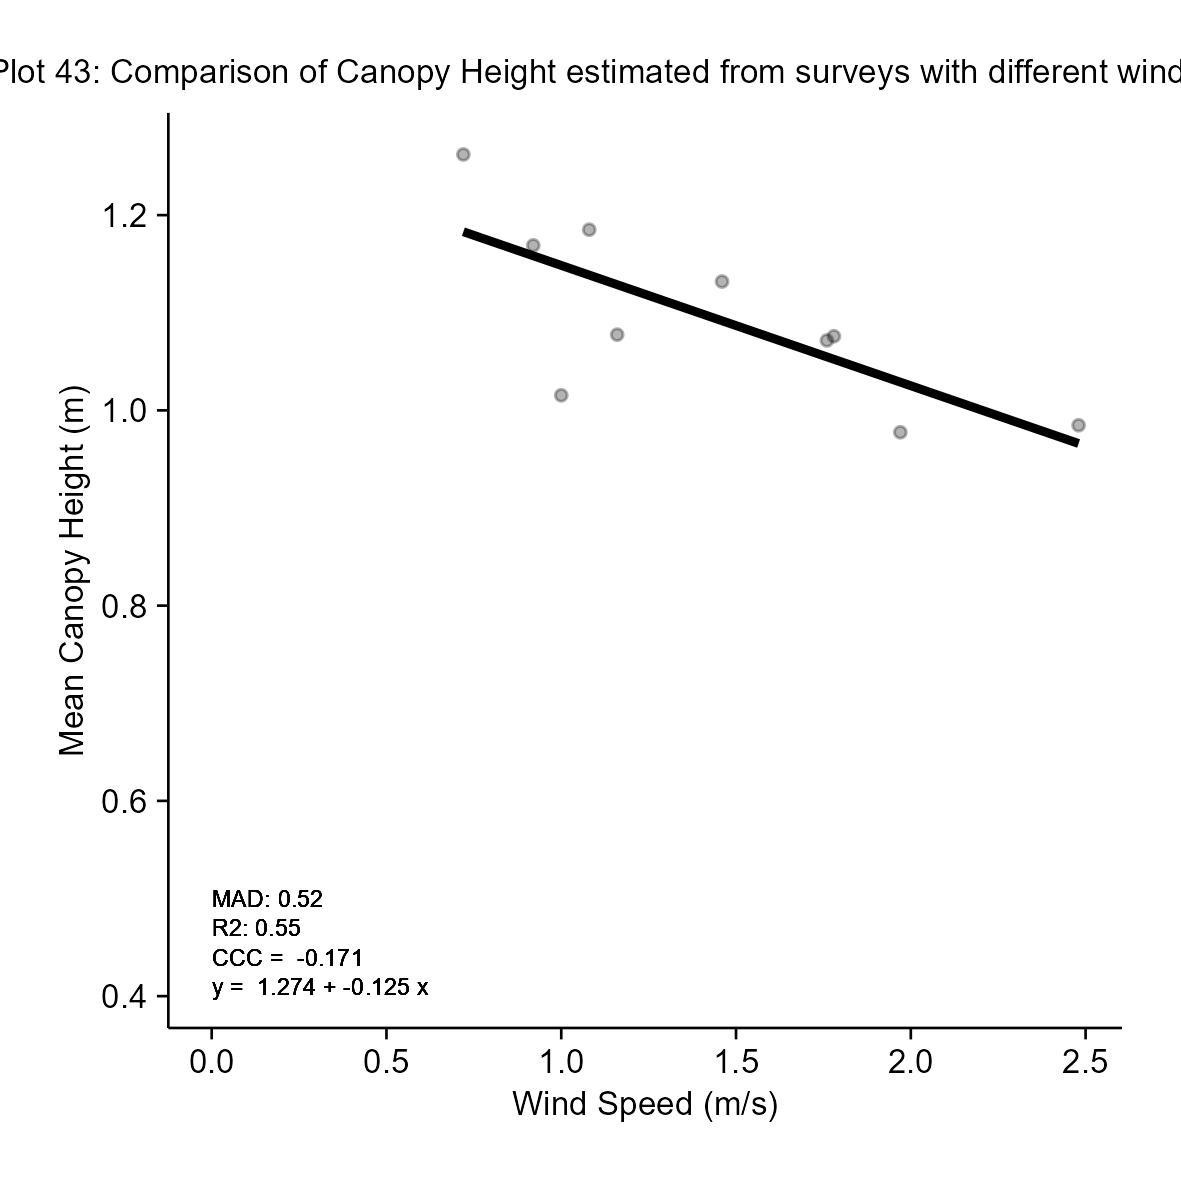 Plot 43: Comparison of Canopy Height estimated from surveys with different wind
1.2
1.0
0.8
0.6
0.4
Mean Canopy Height (m)
MAD: 0.52
R2: 0.55
CCC = -0.171
y = 1.274 + -0.125 x
0.0 0.5 1.0 1.5 2.0 2.5
Wind Speed (m/s)